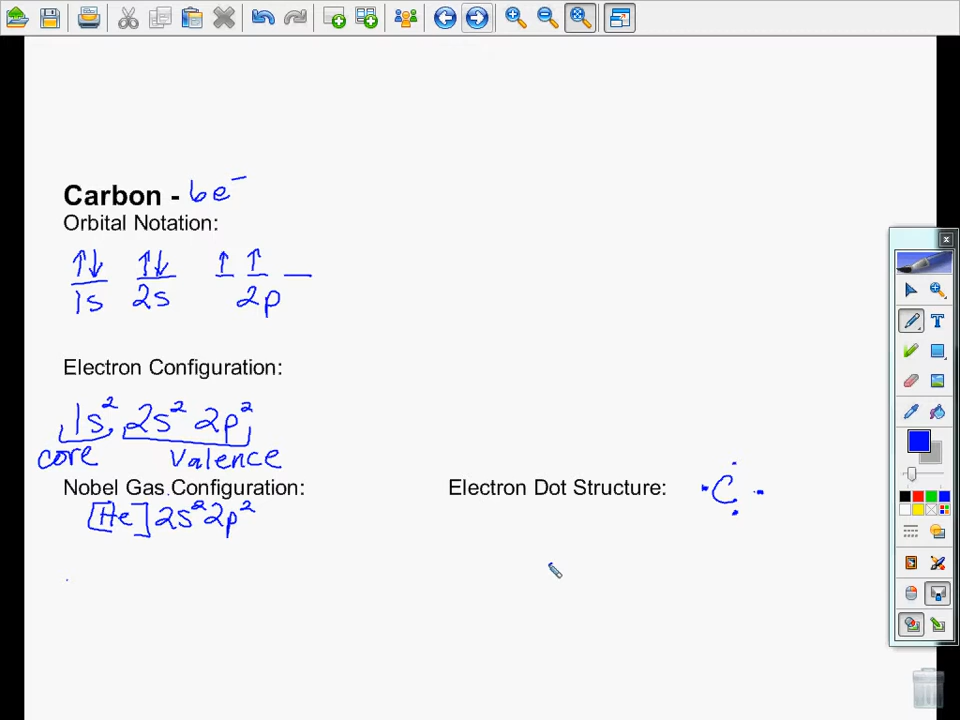 Carbon - 6e⁻
Orbital Notation:
↑↓ ↑↓ ↑ ↑
1s 2s 2p
Electron Configuration:
1s² 2s² 2p²
core valence
Nobel Gas Configuration:
[He] 2s² 2p²
Electron Dot Structure: C
T
x